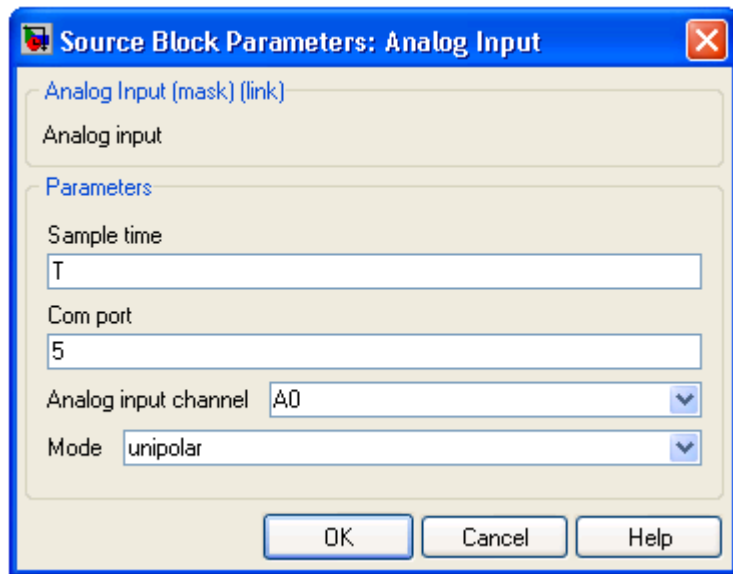 Source Block Parameters: Analog Input
Analog Input (mask) (link)
Analog input
Parameters
Sample time
T
Com port
5
Analog input channel A0
Mode unipolar
OK Cancel Help